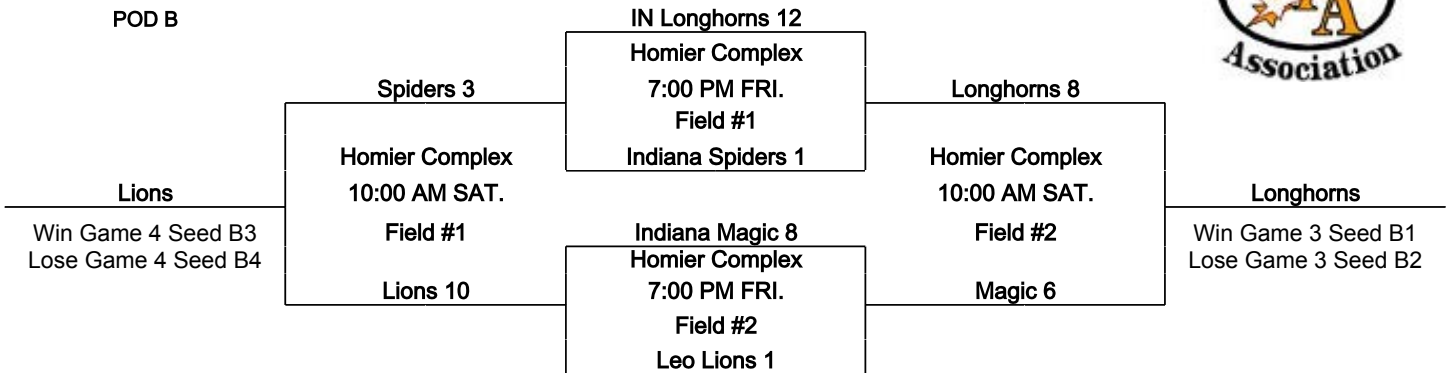 POD B
IN Longhorns 12
Homier Complex
7:00 PM FRI.
Field #1
Indiana Spiders 1
Spiders 3
Homier Complex
10:00 AM SAT.
Field #1
Lions 10
Lions
Win Game 4 Seed B3
Lose Game 4 Seed B4
Indiana Magic 8
Homier Complex
7:00 PM FRI.
Field #2
Leo Lions 1
Longhorns 8
Homier Complex
10:00 AM SAT.
Field #2
Magic 6
Longhorns
Win Game 3 Seed B1
Lose Game 3 Seed B2
Association